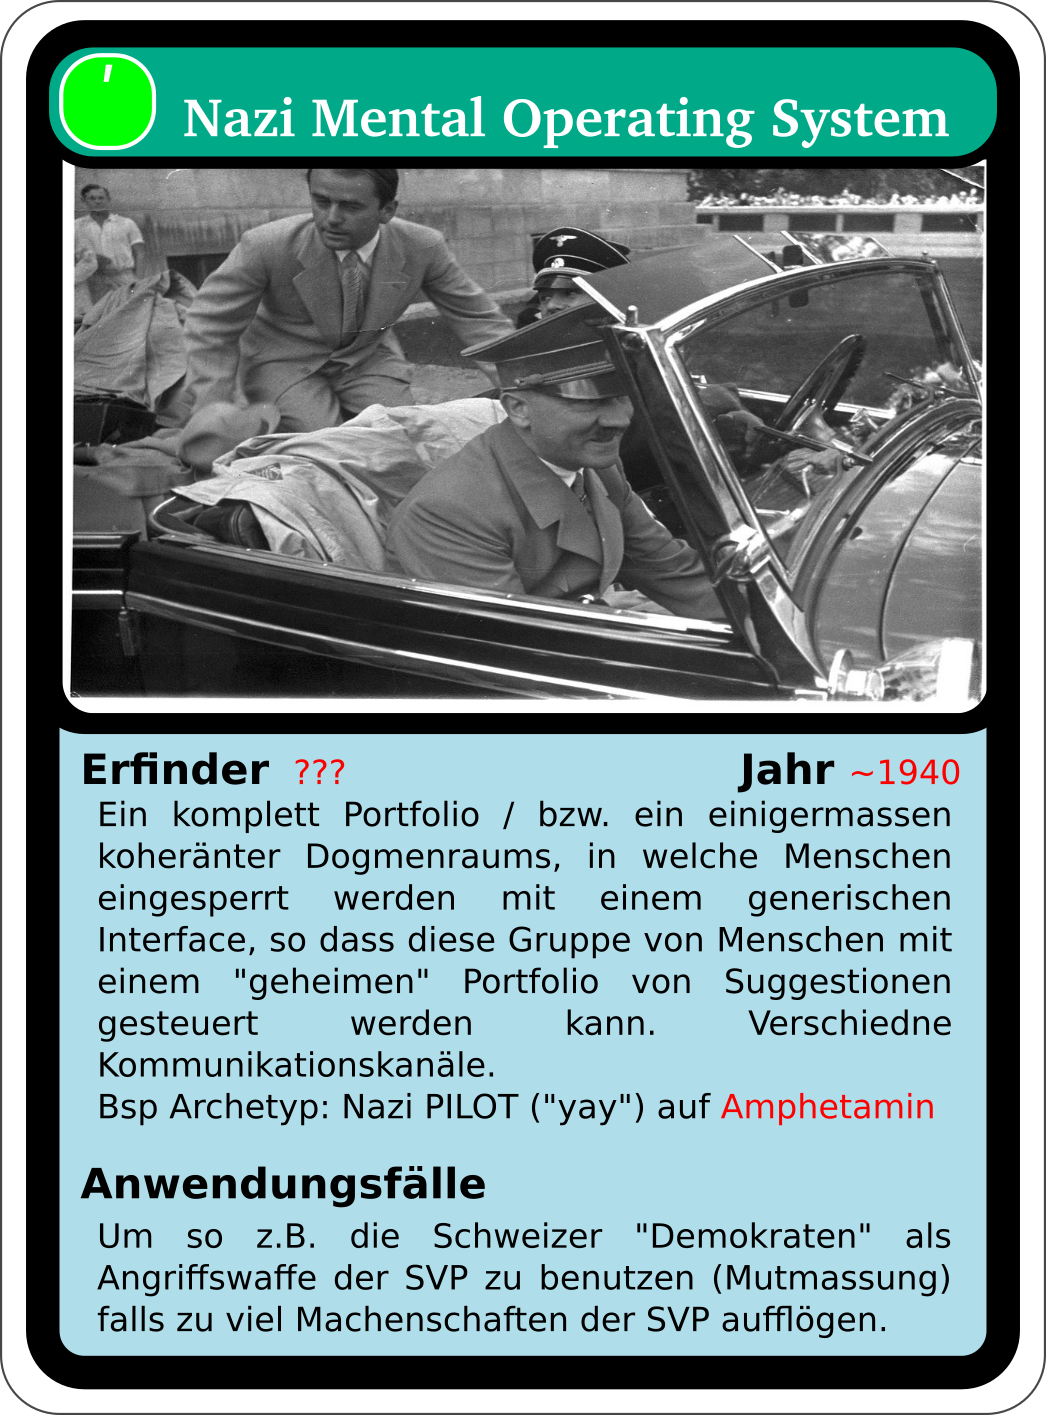 '
Nazi Mental Operating System
Erfinder ??? Jahr ~1940
Ein komplett Portfolio / bzw. ein einigermassen
koheränter Dogmenraums, in welche Menschen
eingesperrt werden mit einem generischen
Interface, so dass diese Gruppe von Menschen mit
einem "geheimen" Portfolio von Suggestionen
gesteuert werden kann. Verschiedne
Kommunikationskanäle.
Bsp Archetyp: Nazi PILOT ("yay") auf Amphetamin
Anwendungsfälle
Um so z.B. die Schweizer "Demokraten" als
Angriffswaffe der SVP zu benutzen (Mutmassung)
falls zu viel Machenschaften der SVP aufflögen.